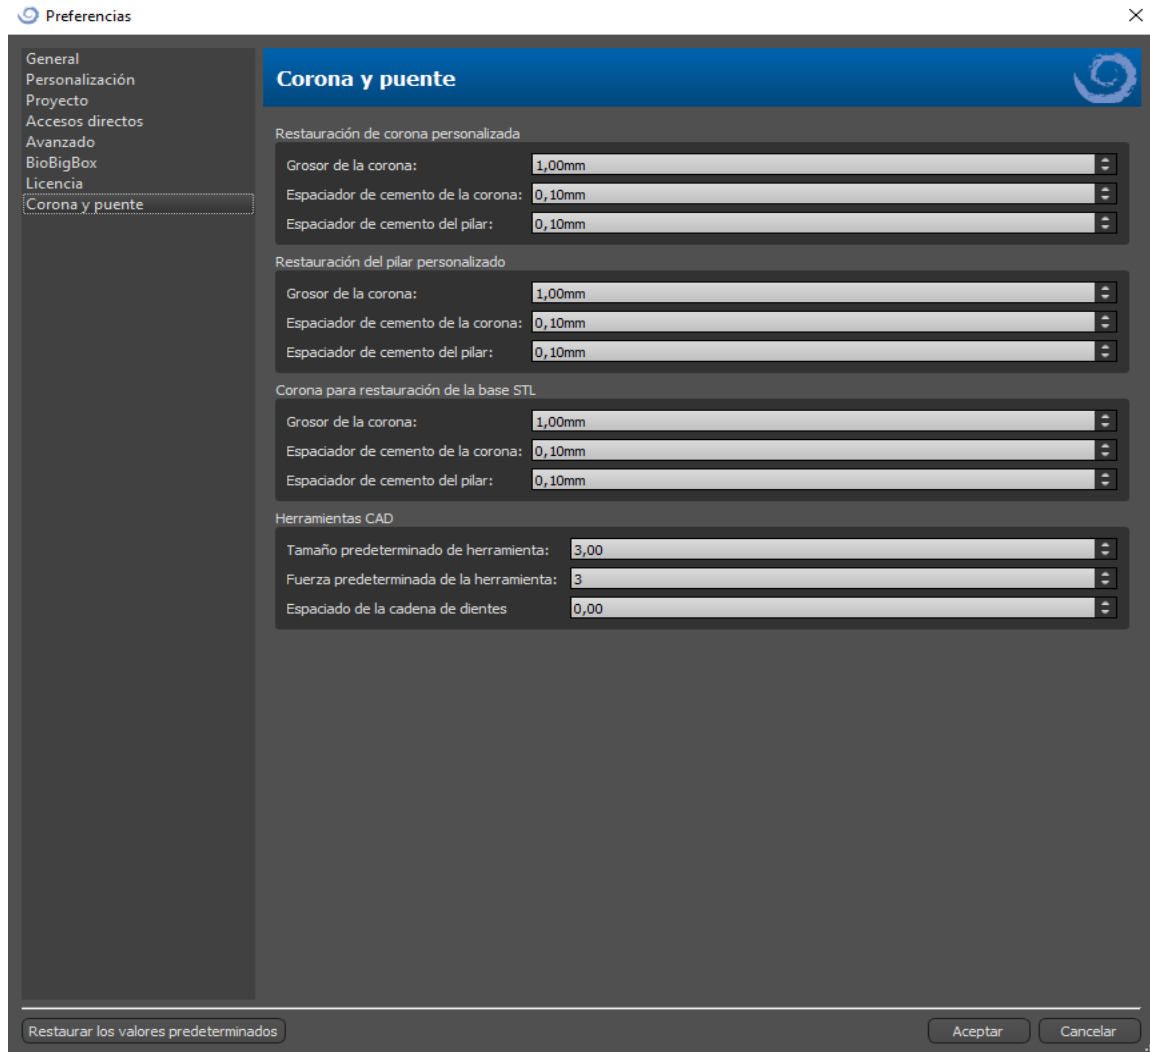 Preferencias
General
Personalización
Proyecto
Accesos directos
Avanzado
BioBigBox
Licencia
Corona y puente
Corona y puente
Restauración de corona personalizada
Grosor de la corona: 1,00mm
Espaciador de cemento de la corona: 0,10mm
Espaciador de cemento del pilar: 0,10mm
Restauración del pilar personalizado
Grosor de la corona: 1,00mm
Espaciador de cemento de la corona: 0,10mm
Espaciador de cemento del pilar: 0,10mm
Corona para restauración de la base STL
Grosor de la corona: 1,00mm
Espaciador de cemento de la corona: 0,10mm
Espaciador de cemento del pilar: 0,10mm
Herramientas CAD
Tamaño predeterminado de herramienta: 3,00
Fuerza predeterminada de la herramienta: 3
Espaciado de la cadena de dientes 0,00
Restaurar los valores predeterminados
Aceptar
Cancelar